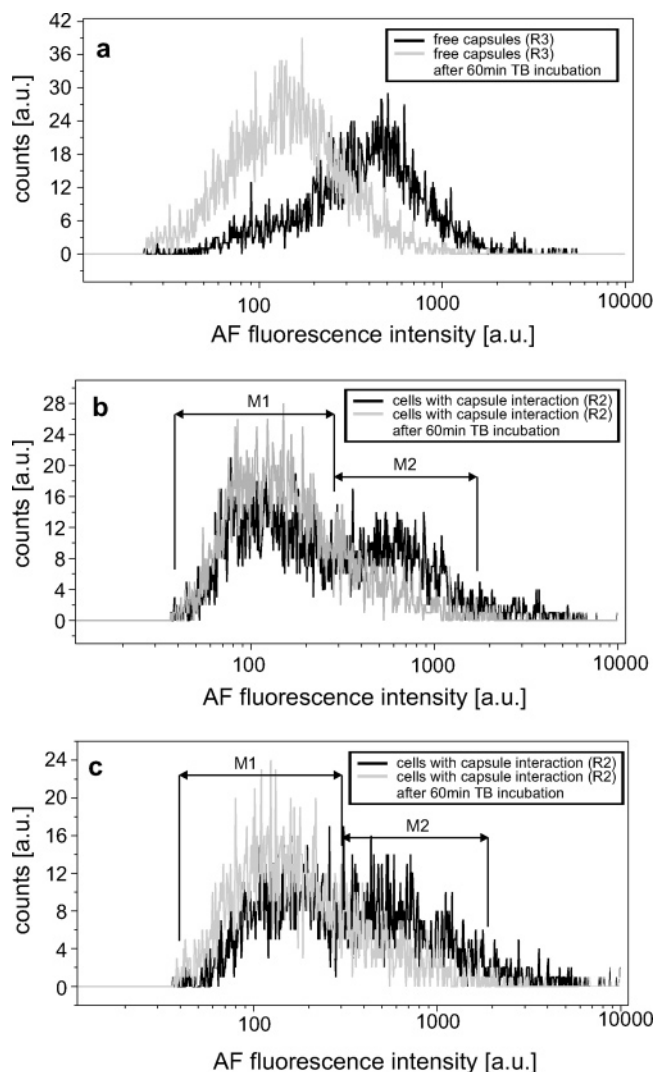 a
free capsules (R3)
free capsules (R3)
after 60min TB incubation
counts [a.u.]
42
36
30
24
18
12
6
0
100
1000
10000
AF fluorescence intensity [a.u.]
b
cells with capsule interaction (R2)
cells with capsule interaction (R2)
after 60min TB incubation
M1
M2
counts [a.u.]
28
24
20
16
12
8
4
0
100
1000
10000
AF fluorescence intensity [a.u.]
c
cells with capsule interaction (R2)
cells with capsule interaction (R2)
after 60min TB incubation
M1
M2
counts [a.u.]
24
20
16
12
8
4
0
100
1000
10000
AF fluorescence intensity [a.u.]